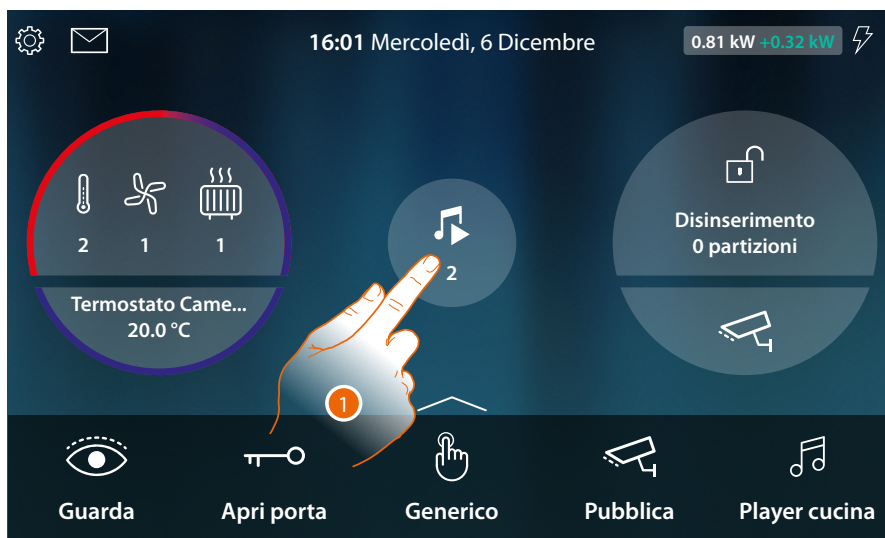 16:01 Mercoledì, 6 Dicembre
0.81 kW +0.32 kW
2 1 1
Termostato Came...
20.0 °C
2
1
Disinserimento
0 partizioni
Guarda
Apri porta
Generico
Pubblica
Player cucina